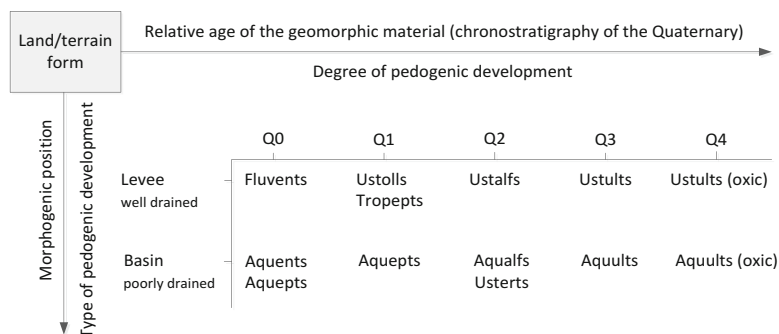 Land/terrain
form
Relative age of the geomorphic material (chronostratigraphy of the Quaternary)
Degree of pedogenic development
Morphogenic position
Type of pedogenic development
Q0 Q1 Q2 Q3 Q4
Levee Fluvents Ustolls Ustalfs Ustults Ustults (oxic)
well drained Tropepts
Basin Aquents Aquepts Aqualfs Aquults Aquults (oxic)
poorly drained Aquepts Usterts